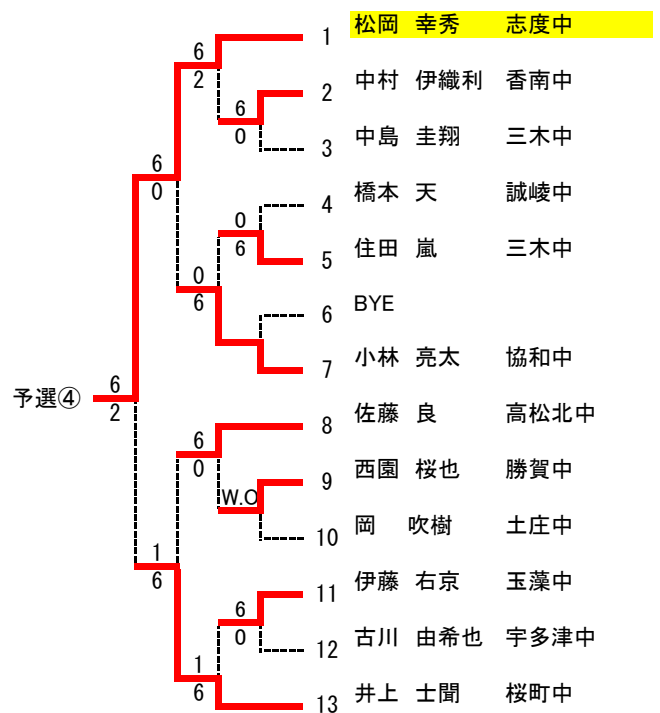 1 松岡 幸秀 志度中
6
2
2 中村 伊織利 香南中
6
0
3 中島 圭翔 三木中
6
0
4 橋本 天 誠崚中
0
6
5 住田 嵐 三木中
0
6
6 BYE
7 小林 亮太 協和中
予選④
6
2
8 佐藤 良 高松北中
6
0
9 西園 桜也 勝賀中
W.O
10 岡 吹樹 土庄中
1
6
11 伊藤 右京 玉藻中
6
0
12 古川 由希也 宇多津中
1
6
13 井上 士聞 桜町中